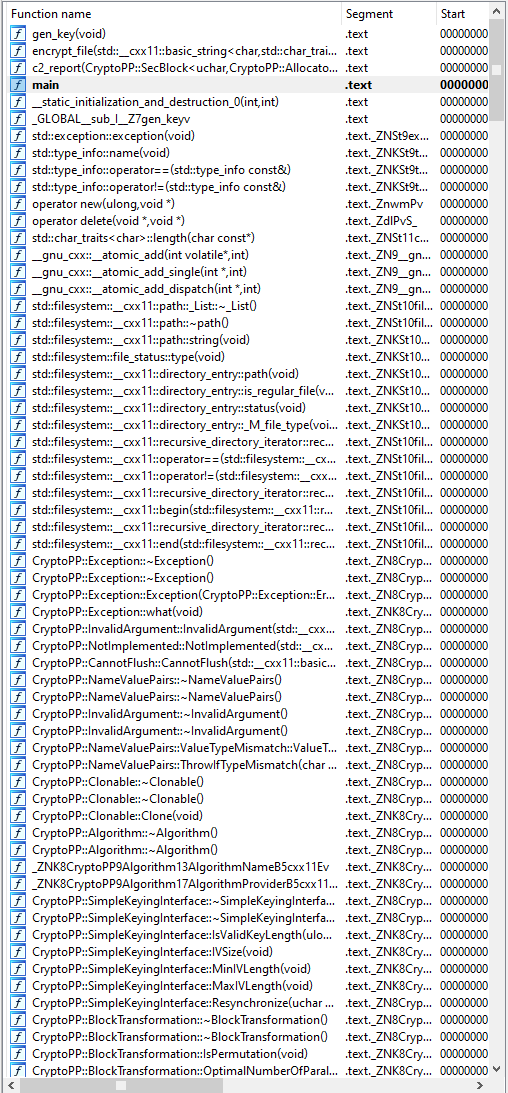 Function name Segment Start
gen_key(void) .text 00000000
encrypt_file(std::__cxx11::basic_string<char,std::char_trai... .text 00000000
c2_report(CryptoPP::SecBlock<uchar,CryptoPP::Allocato... .text 00000000
main .text 00000000
__static_initialization_and_destruction_0(int,int) .text 00000000
_GLOBAL__sub_I__Z7gen_keyv .text 00000000
std::exception::exception(void) .text._ZNSt9ex... 00000000
std::type_info::name(void) .text._ZNKSt9t... 00000000
std::type_info::operator==(std::type_info const&) .text._ZNKSt9t... 00000000
std::type_info::operator!=(std::type_info const&) .text._ZNKSt9t... 00000000
operator new(ulong,void *) .text._ZnwmPv 00000000
operator delete(void *,void *) .text._ZdlPvS_ 00000000
std::char_traits<char>::length(char const*) .text._ZNSt11c... 00000000
__gnu_cxx::__atomic_add(int volatile*,int) .text._ZN9__gn... 00000000
__gnu_cxx::__atomic_add_single(int *,int) .text._ZN9__gn... 00000000
__gnu_cxx::__atomic_add_dispatch(int *,int) .text._ZN9__gn... 00000000
std::filesystem::__cxx11::path::_List::~_List() .text._ZNSt10fil... 00000000
std::filesystem::__cxx11::path::~path() .text._ZNSt10fil... 00000000
std::filesystem::__cxx11::path::string(void) .text._ZNKSt10... 00000000
std::filesystem::file_status::type(void) .text._ZNKSt10... 00000000
std::filesystem::__cxx11::directory_entry::path(void) .text._ZNKSt10... 00000000
std::filesystem::__cxx11::directory_entry::is_regular_file(v... .text._ZNKSt10... 00000000
std::filesystem::__cxx11::directory_entry::status(void) .text._ZNKSt10... 00000000
std::filesystem::__cxx11::directory_entry::_M_file_type(voi... .text._ZNKSt10... 00000000
std::filesystem::__cxx11::recursive_directory_iterator::rec... .text._ZNSt10fil... 00000000
std::filesystem::__cxx11::operator==(std::filesystem::__cx... .text._ZNSt10fil... 00000000
std::filesystem::__cxx11::operator!=(std::filesystem::__cxx... .text._ZNSt10fil... 00000000
std::filesystem::__cxx11::recursive_directory_iterator::rec... .text._ZNSt10fil... 00000000
std::filesystem::__cxx11::begin(std::filesystem::__cxx11::r... .text._ZNSt10fil... 00000000
std::filesystem::__cxx11::recursive_directory_iterator::rec... .text._ZNSt10fil... 00000000
std::filesystem::__cxx11::end(std::filesystem::__cxx11::rec... .text._ZNSt10fil... 00000000
CryptoPP::Exception::~Exception() .text._ZN8Cryp... 00000000
CryptoPP::Exception::~Exception() .text._ZN8Cryp... 00000000
CryptoPP::Exception::Exception(CryptoPP::Exception::Er... .text._ZN8Cryp... 00000000
CryptoPP::Exception::what(void) .text._ZNK8Cry... 00000000
CryptoPP::InvalidArgument::InvalidArgument(std::__cxx... .text._ZN8Cryp... 00000000
CryptoPP::NotImplemented::NotImplemented(std::__cx... .text._ZN8Cryp... 00000000
CryptoPP::CannotFlush::CannotFlush(std::__cxx11::basic... .text._ZN8Cryp... 00000000
CryptoPP::NameValuePairs::~NameValuePairs() .text._ZN8Cryp... 00000000
CryptoPP::NameValuePairs::~NameValuePairs() .text._ZN8Cryp... 00000000
CryptoPP::InvalidArgument::~InvalidArgument() .text._ZN8Cryp... 00000000
CryptoPP::InvalidArgument::~InvalidArgument() .text._ZN8Cryp... 00000000
CryptoPP::NameValuePairs::ValueTypeMismatch::ValueT... .text._ZN8Cryp... 00000000
CryptoPP::NameValuePairs::ThrowIfTypeMismatch(char ... .text._ZN8Cryp... 00000000
CryptoPP::Clonable::~Clonable() .text._ZN8Cryp... 00000000
CryptoPP::Clonable::~Clonable() .text._ZN8Cryp... 00000000
CryptoPP::Clonable::Clone(void) .text._ZNK8Cry... 00000000
CryptoPP::Algorithm::~Algorithm() .text._ZN8Cryp... 00000000
CryptoPP::Algorithm::~Algorithm() .text._ZN8Cryp... 00000000
_ZNK8CryptoPP9Algorithm13AlgorithmNameB5cxx11Ev .text._ZNK8Cry... 00000000
_ZNK8CryptoPP9Algorithm17AlgorithmProviderB5cxx11... .text._ZNK8Cry... 00000000
CryptoPP::SimpleKeyingInterface::~SimpleKeyingInterfa... .text._ZN8Cryp... 00000000
CryptoPP::SimpleKeyingInterface::~SimpleKeyingInterfa... .text._ZN8Cryp... 00000000
CryptoPP::SimpleKeyingInterface::IsValidKeyLength(ulo... .text._ZNK8Cry... 00000000
CryptoPP::SimpleKeyingInterface::IVSize(void) .text._ZNK8Cry... 00000000
CryptoPP::SimpleKeyingInterface::MinIVLength(void) .text._ZNK8Cry... 00000000
CryptoPP::SimpleKeyingInterface::MaxIVLength(void) .text._ZNK8Cry... 00000000
CryptoPP::SimpleKeyingInterface::Resynchronize(uchar ... .text._ZN8Cryp... 00000000
CryptoPP::BlockTransformation::~BlockTransformation() .text._ZN8Cryp... 00000000
CryptoPP::BlockTransformation::~BlockTransformation() .text._ZN8Cryp... 00000000
CryptoPP::BlockTransformation::IsPermutation(void) .text._ZNK8Cry... 00000000
CryptoPP::BlockTransformation::OptimalNumberOfParal... .text._ZNK8Cry... 00000000